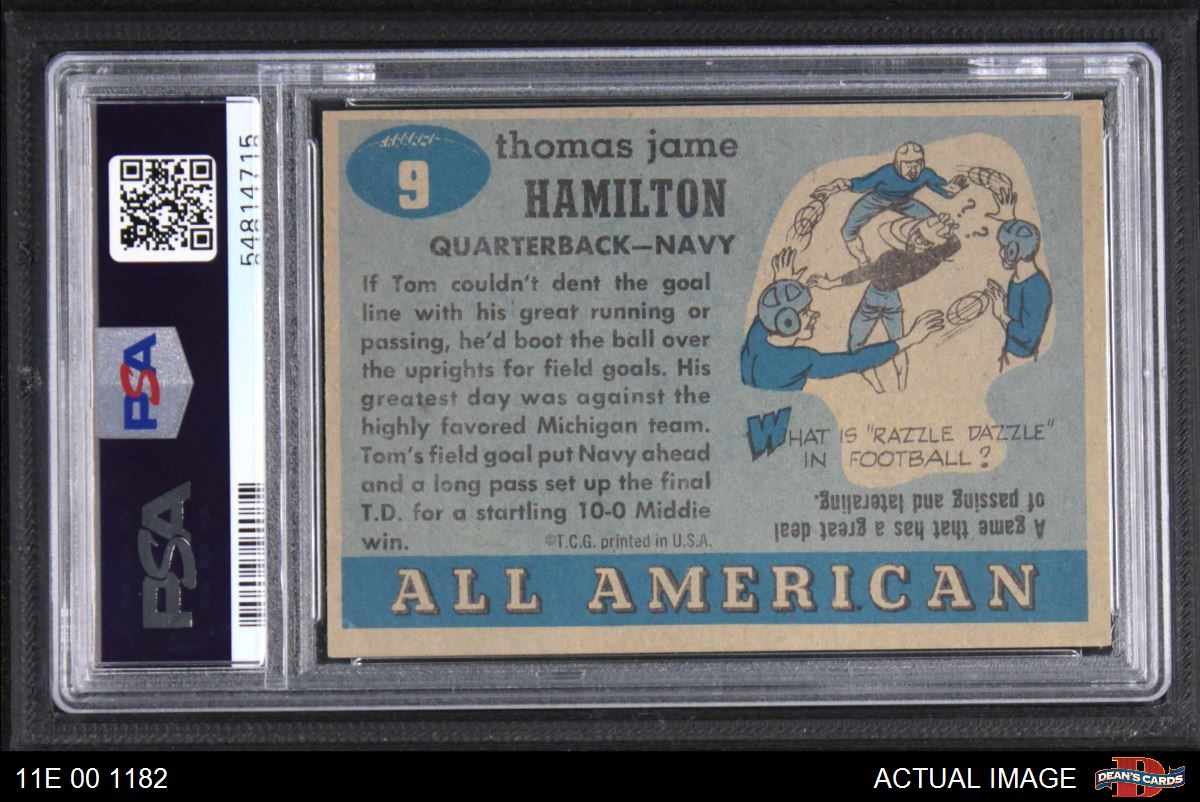 PSA
54814715
PSA
9
thomas jame
HAMILTON
QUARTERBACK—NAVY
If Tom couldn't dent the goal
line with his great running or
passing, he'd boot the ball over
the uprights for field goals. His
greatest day was against the
highly favored Michigan team.
Tom's field goal put Navy ahead
and a long pass set up the final
T.D. for a startling 10-0 Middie
win.
©T.C.G. printed in U.S.A.
? ? ?
WHAT IS "RAZZLE DAZZLE"
IN FOOTBALL?
A game that has a great deal
of passing and lateraling.
ALL AMERICAN
11E 00 1182
ACTUAL IMAGE
D
DEAN'S CARDS